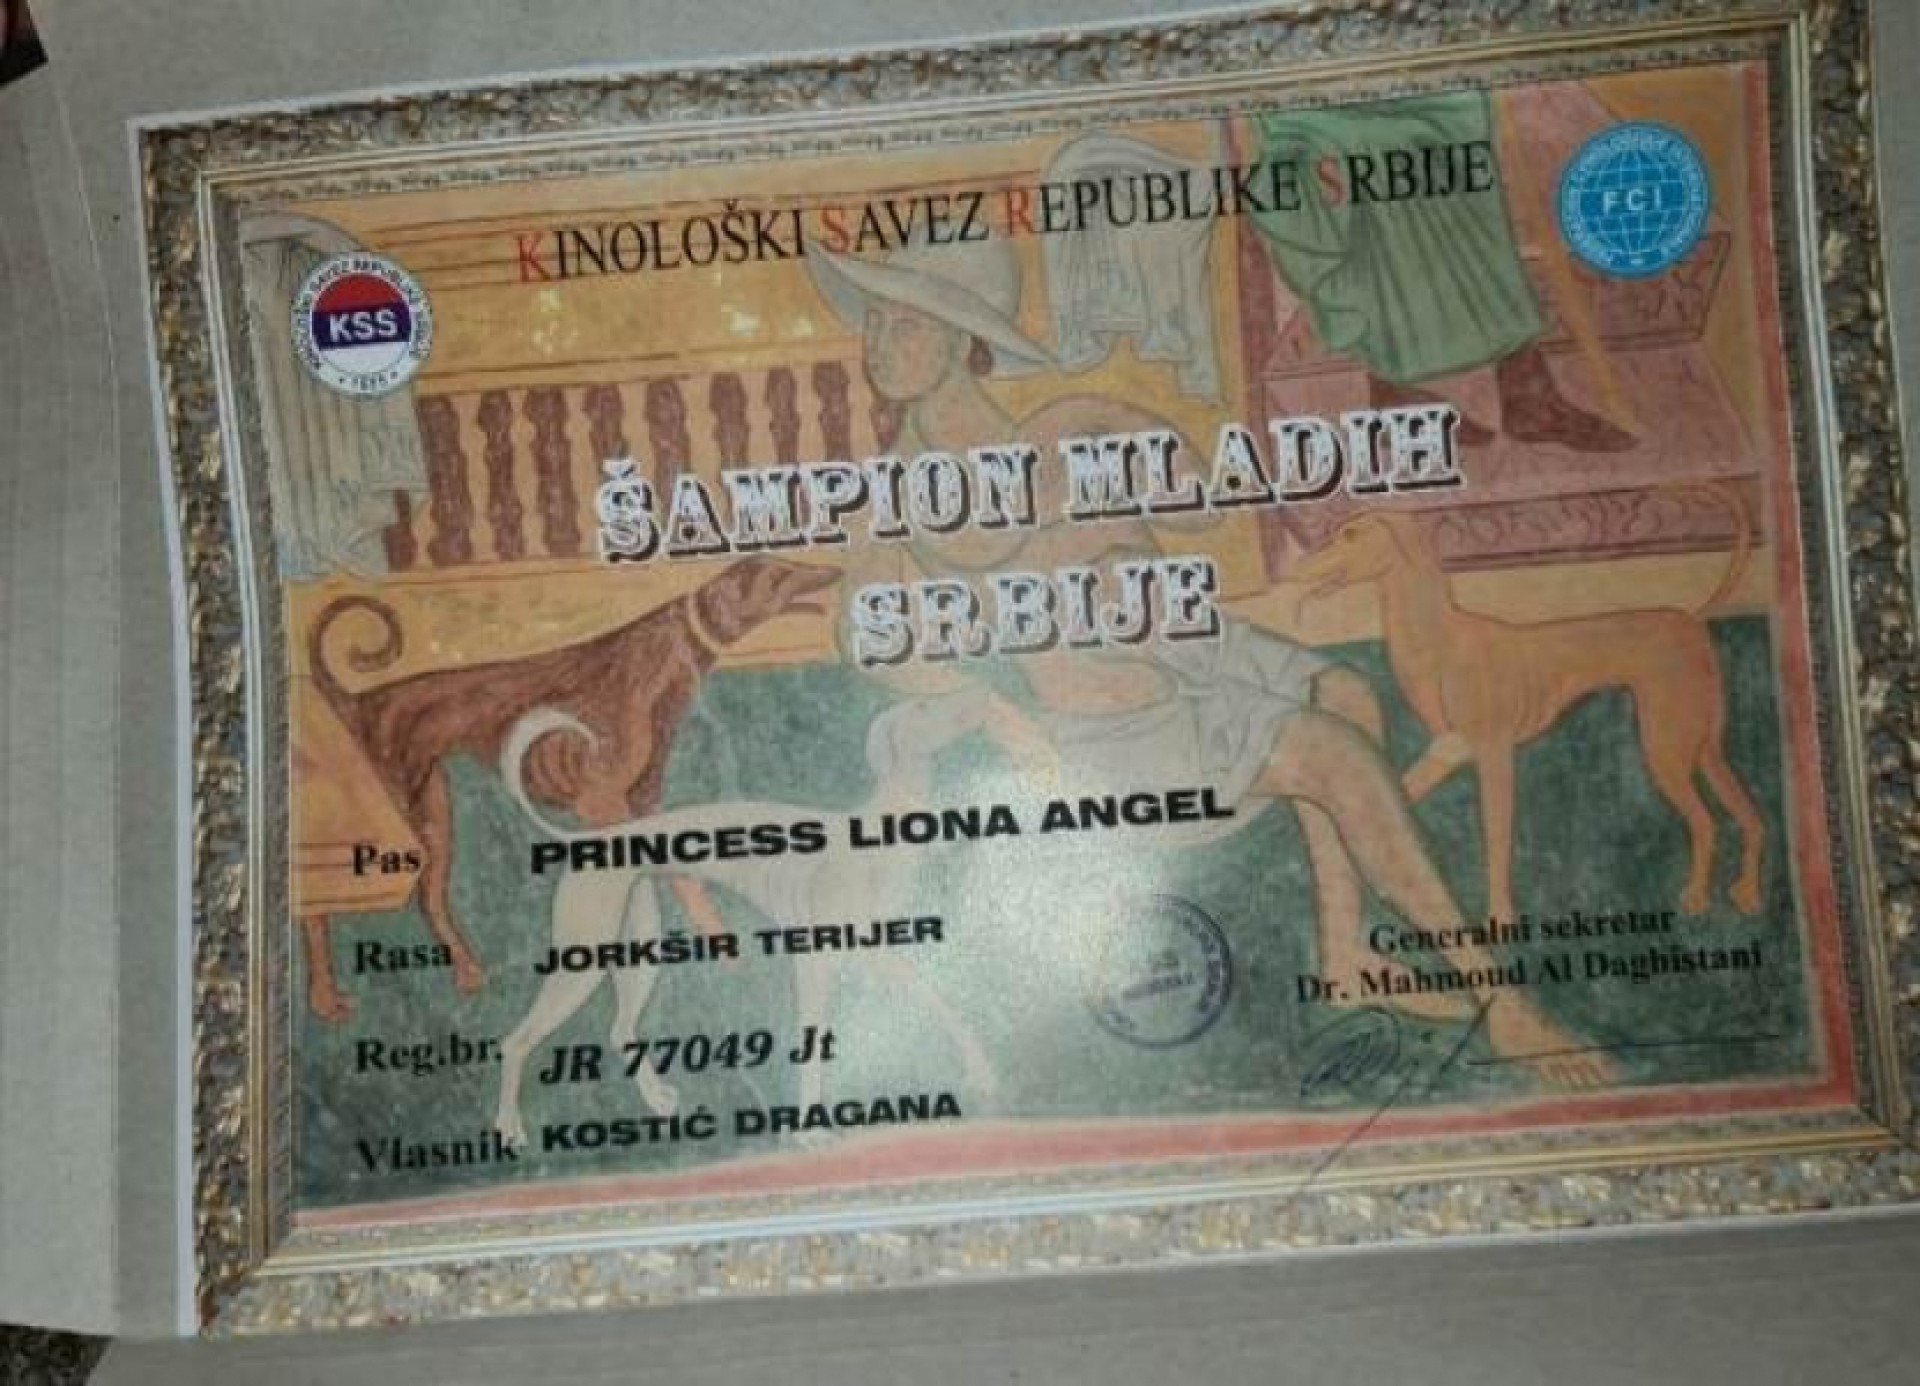 KINOLOŠKI SAVEZ REPUBLIKE SRBIJE
KSS
FCI
ŠAMPION MLADIH
SRBIJE
Pas PRINCESS LIONA ANGEL
Rasa JORKŠIR TERIJER
Reg.br. JR 77049 Jt
Vlasnik KOSTIĆ DRAGANA
Generalni sekretar
Dr. Mahmoud Al Daghistani